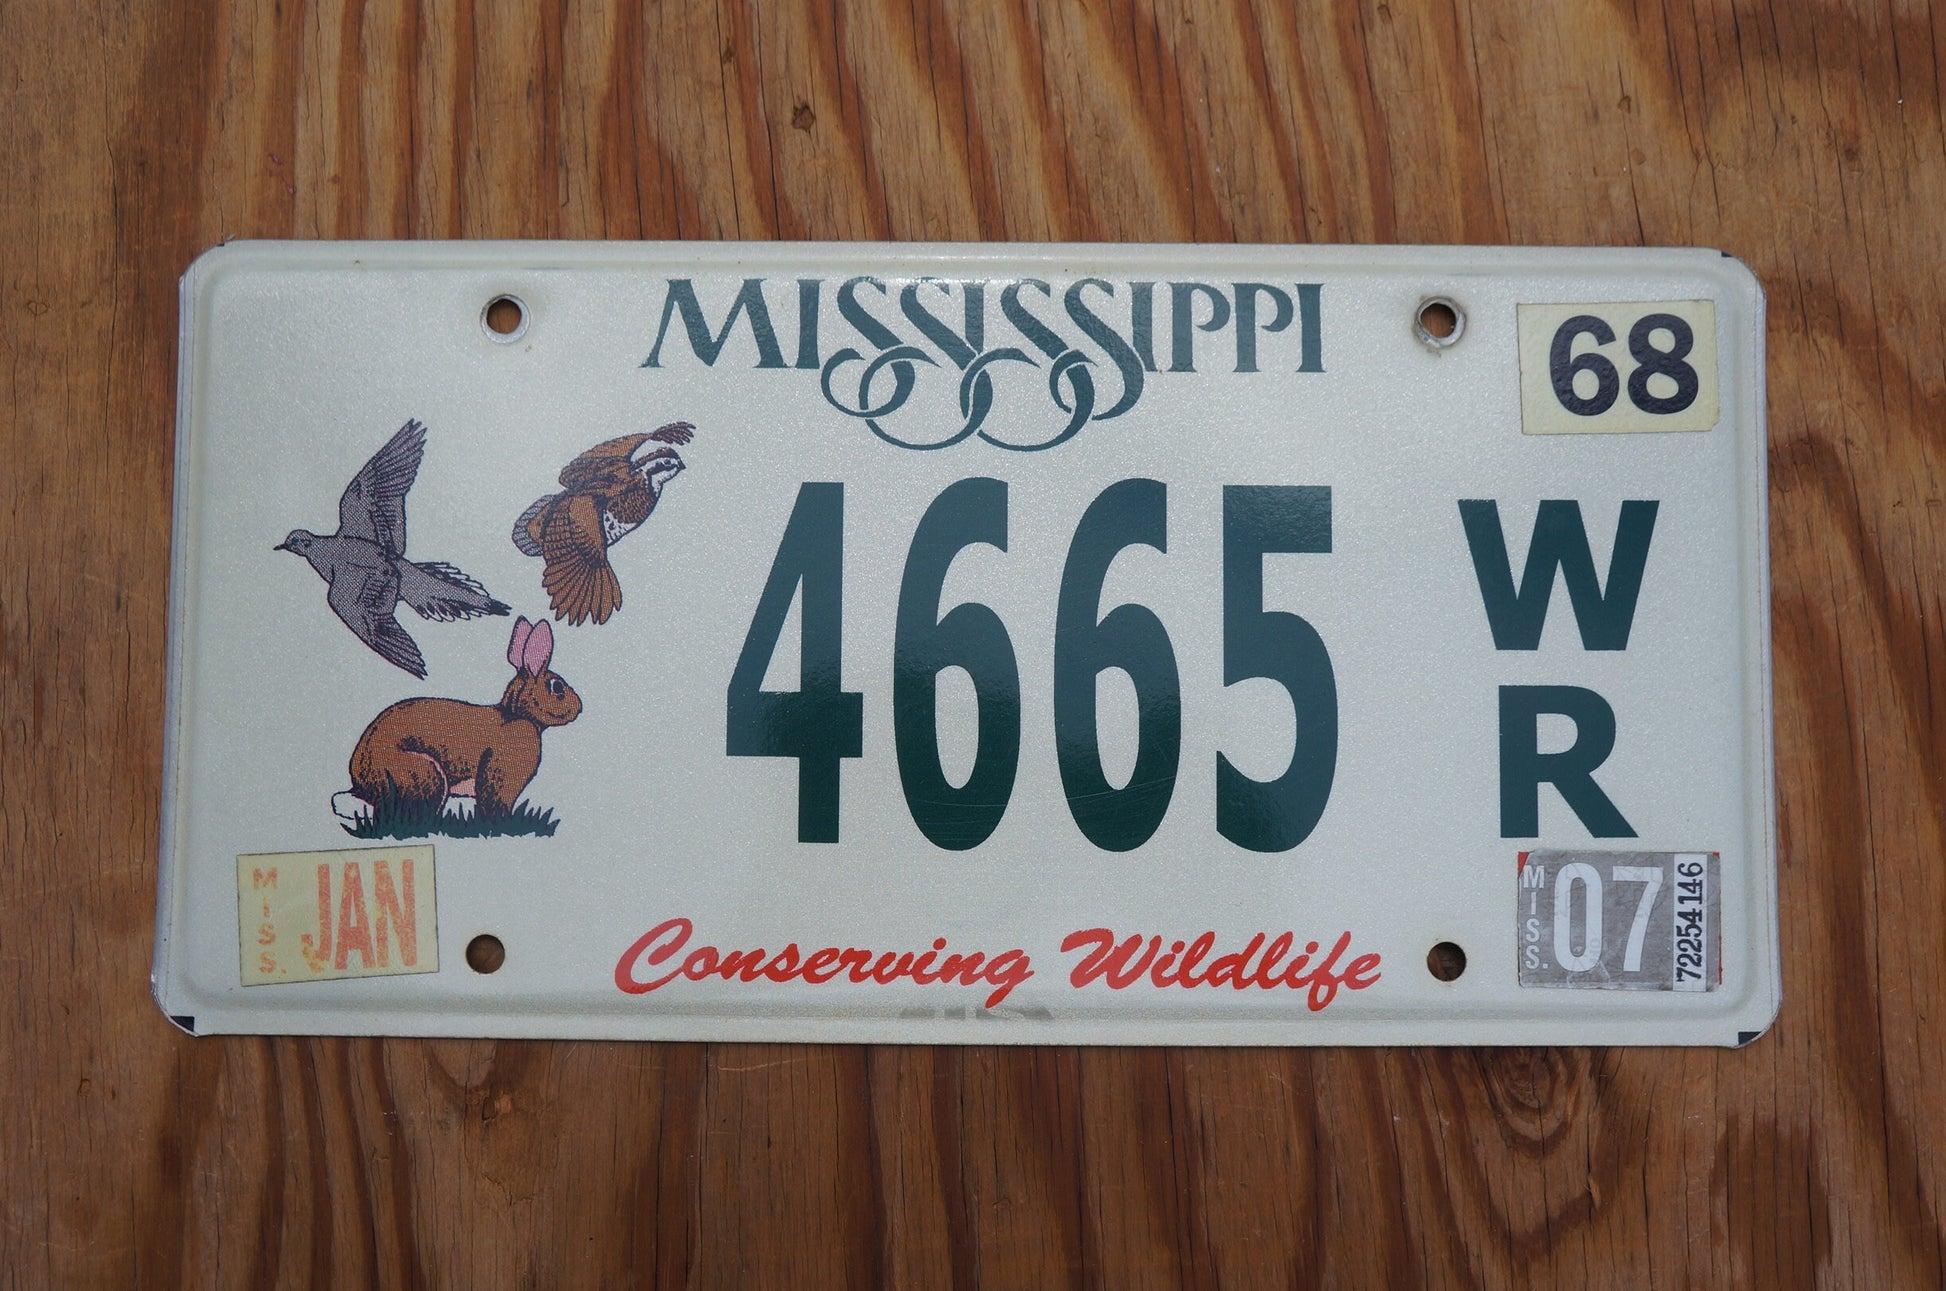 MISSISSIPPI
68
4665
W
R
MISS.
JAN
Conserving Wildlife
MISS.
07
72254146